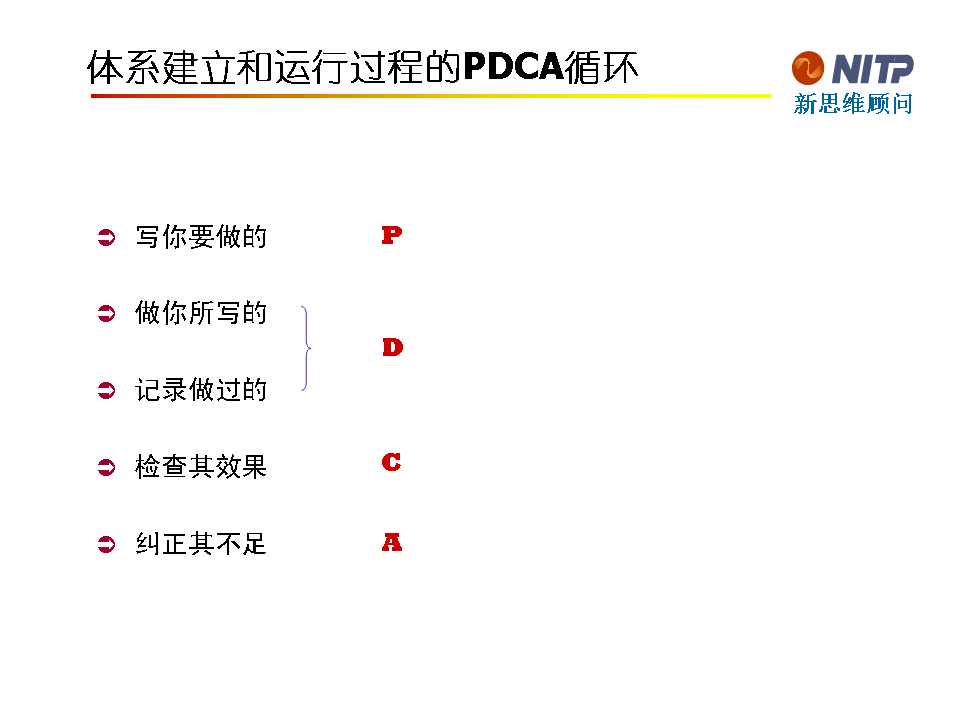 体系建立和运行过程的PDCA循环
NITP
新思维顾问
写你要做的 P
做你所写的
D
记录做过的
检查其效果 C
纠正其不足 A